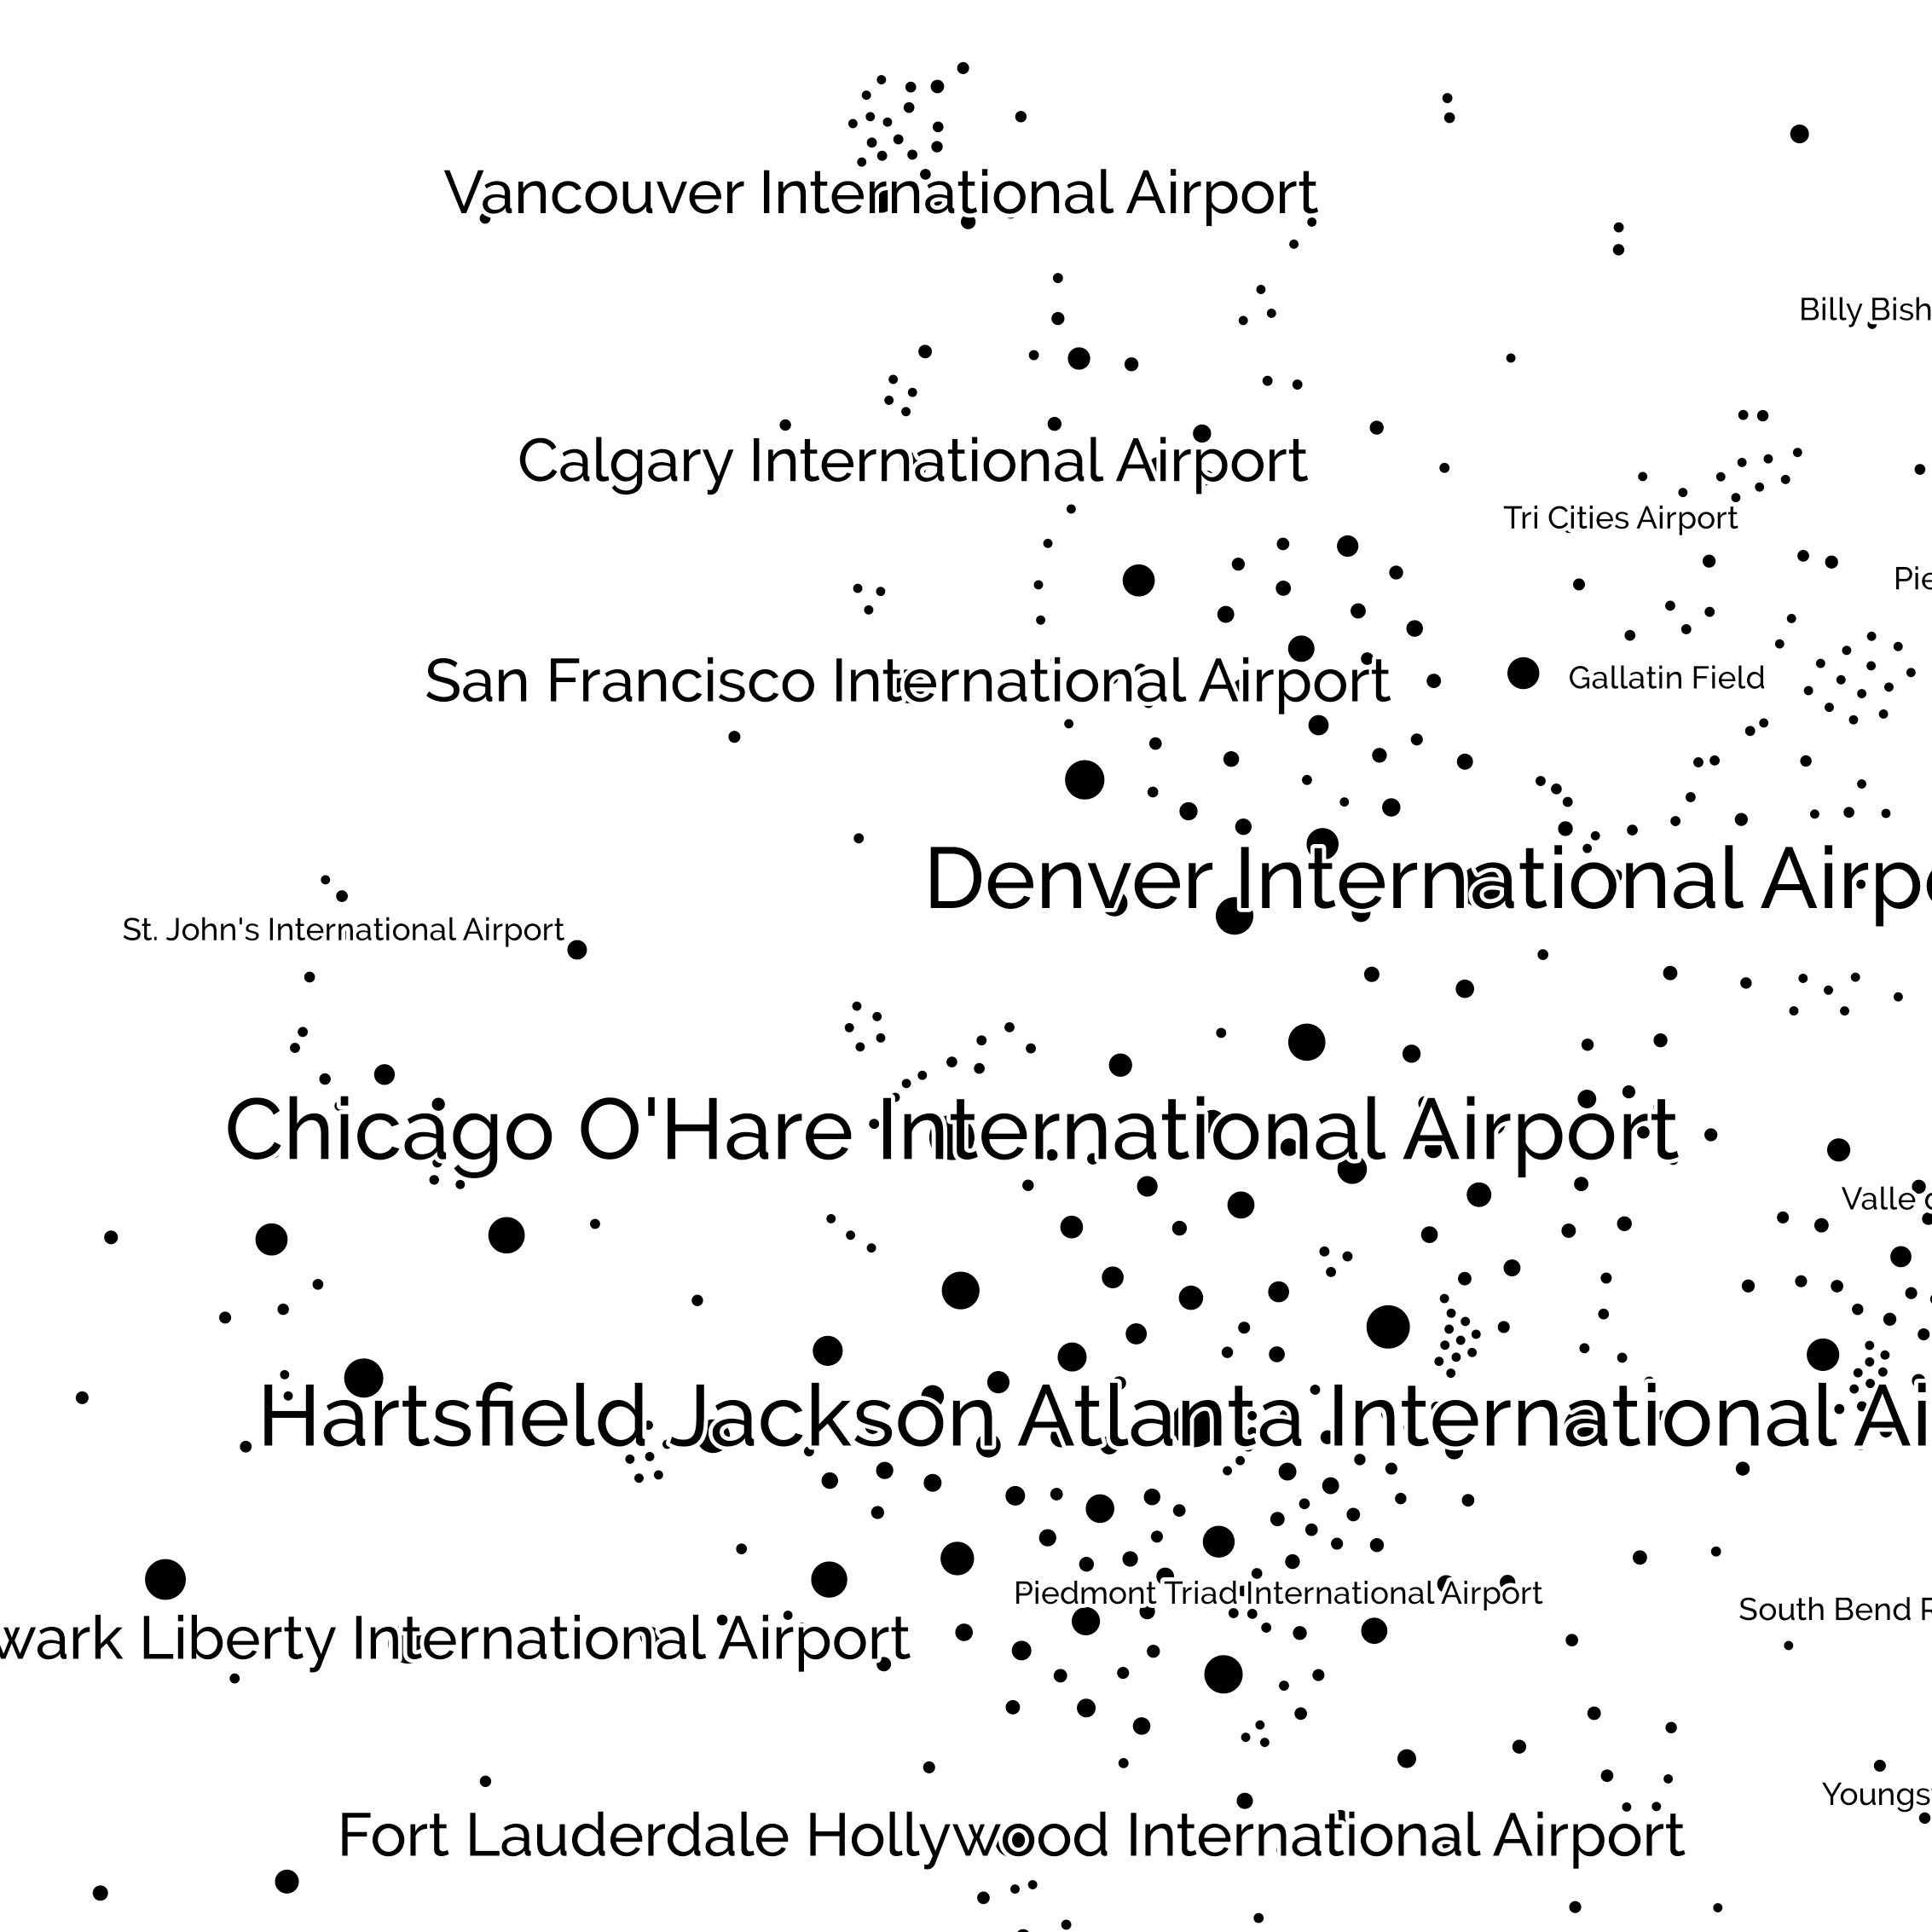 Vancouver International Airport
Billy Bish
Calgary International Airport
Tri Cities Airport
Pie
San Francisco International Airport
Gallatin Field
Denver International Airpo
St. John's International Airport
Chicago O'Hare International Airport
Valle
Hartsfield Jackson Atlanta International Ai
Piedmont Triad International Airport
South Bend R
wark Liberty International Airport
Youngs
Fort Lauderdale Hollywood International Airport